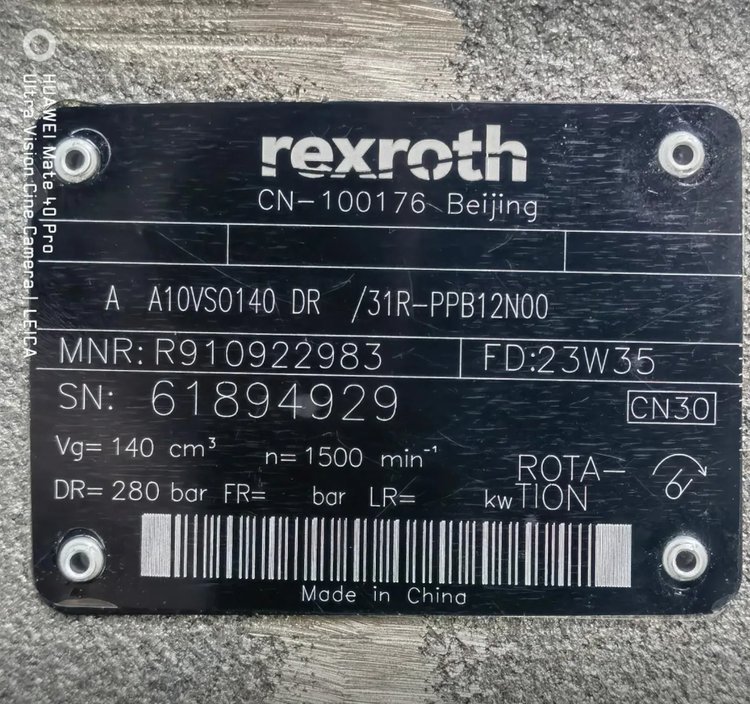 rexroth
CN-100176 Beijing
A A10VSO140 DR /31R-PPB12N00
MNR: R910922983 FD:23W35
SN: 61894929 CN30
Vg= 140 cm³ n= 1500 min⁻¹
DR= 280 bar FR= bar LR= kw
ROTA-
TION
Made in China
HUAWEI Mate 40 Pro
Ultra Vision Cine Camera | LEICA